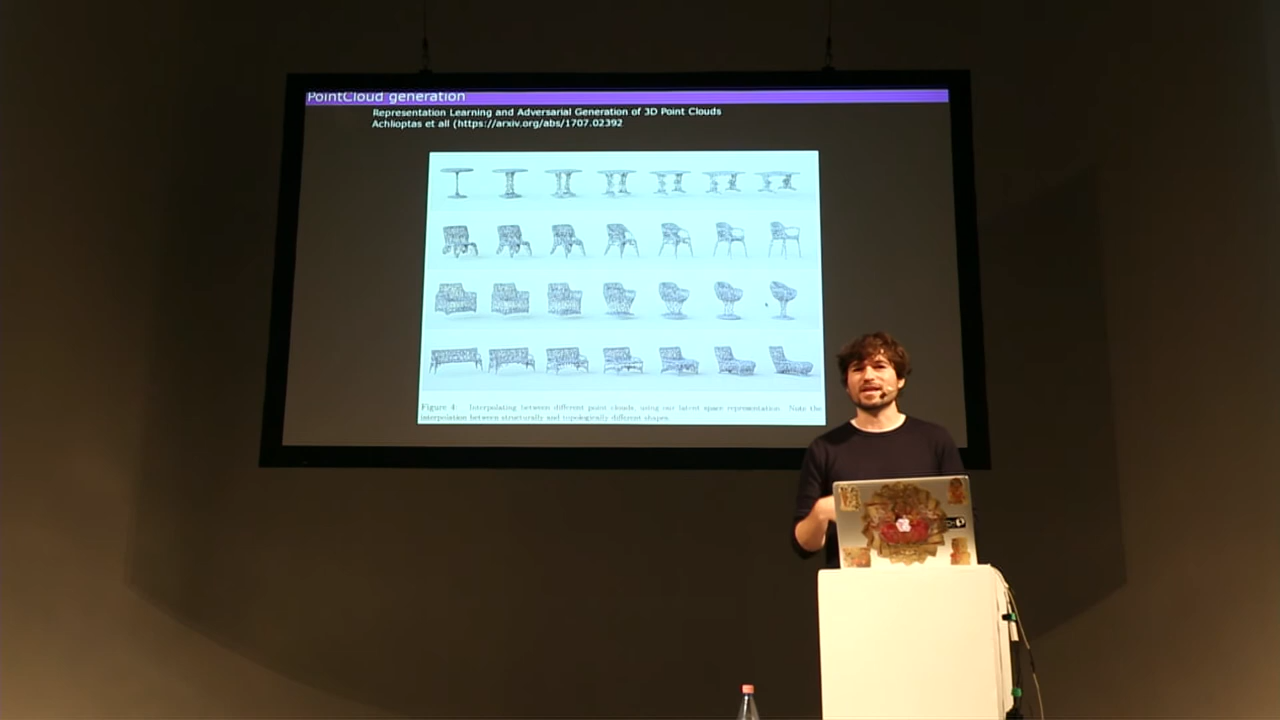 PointCloud generation
Representation Learning and Adversarial Generation of 3D Point Clouds
Achlioptas et all (https://arxiv.org/abs/1707.02392
Figure 4: Interpolating between different point clouds, using our latent space representation. Note the
interpolation between structurally and topologically different shapes.